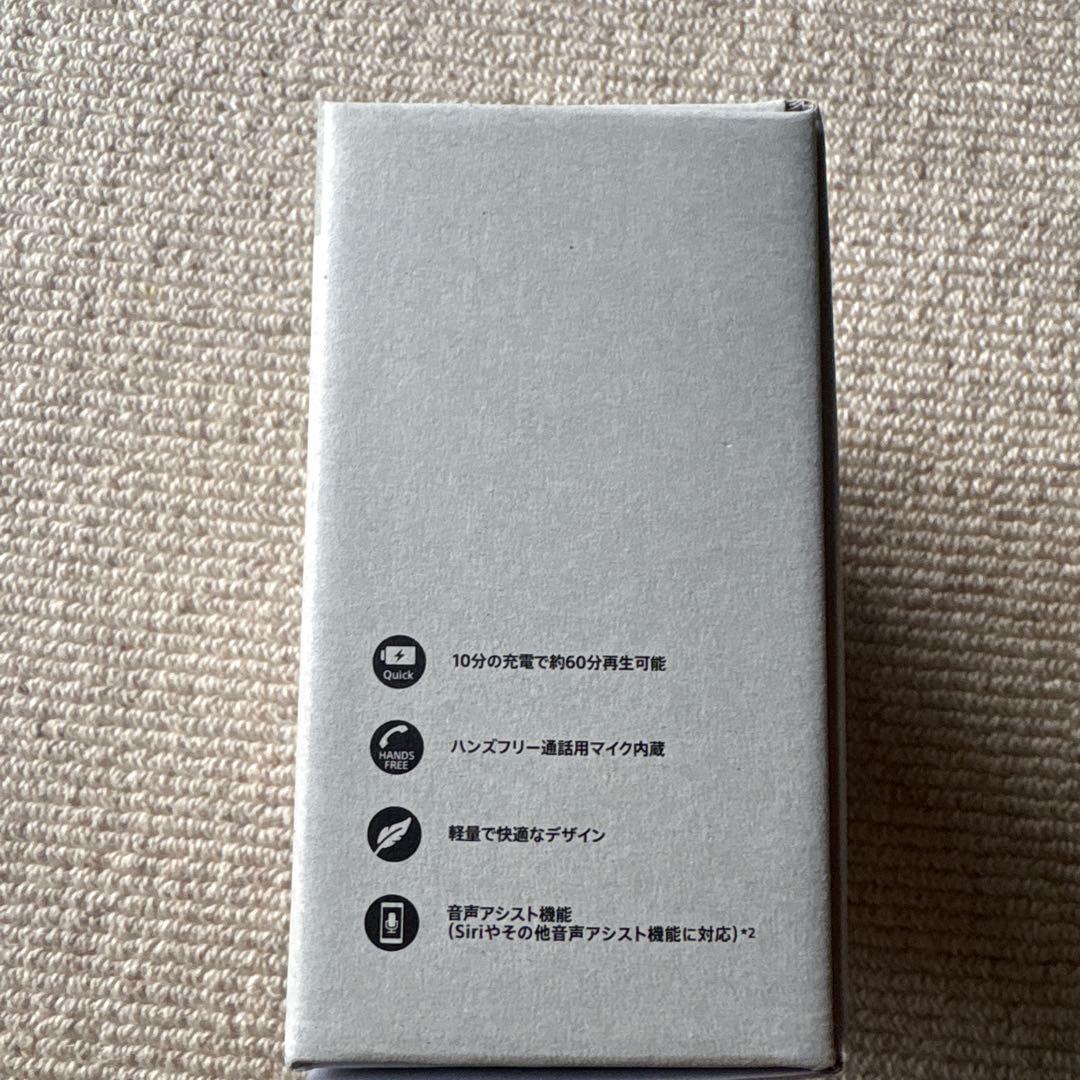 Quick
10分の充電で約60分再生可能
HANDS
FREE
ハンズフリー通話用マイク内蔵
軽量で快適なデザイン
音声アシスト機能
(Siriやその他音声アシスト機能に対応)*2